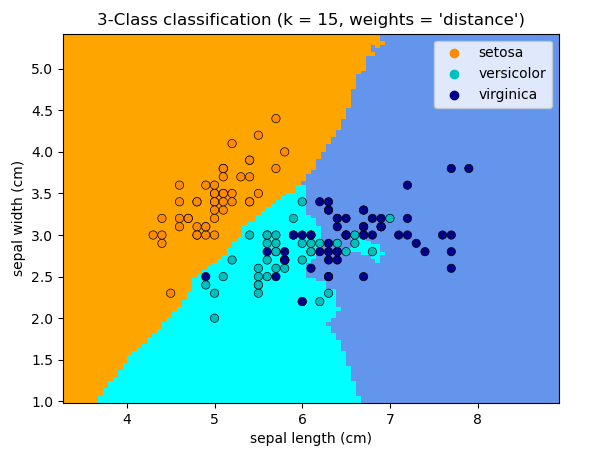 3-Class classification (k = 15, weights = 'distance')
setosa
versicolor
virginica
sepal width (cm)
5.0
4.5
4.0
3.5
3.0
2.5
2.0
1.5
1.0
4 5 6 7 8
sepal length (cm)